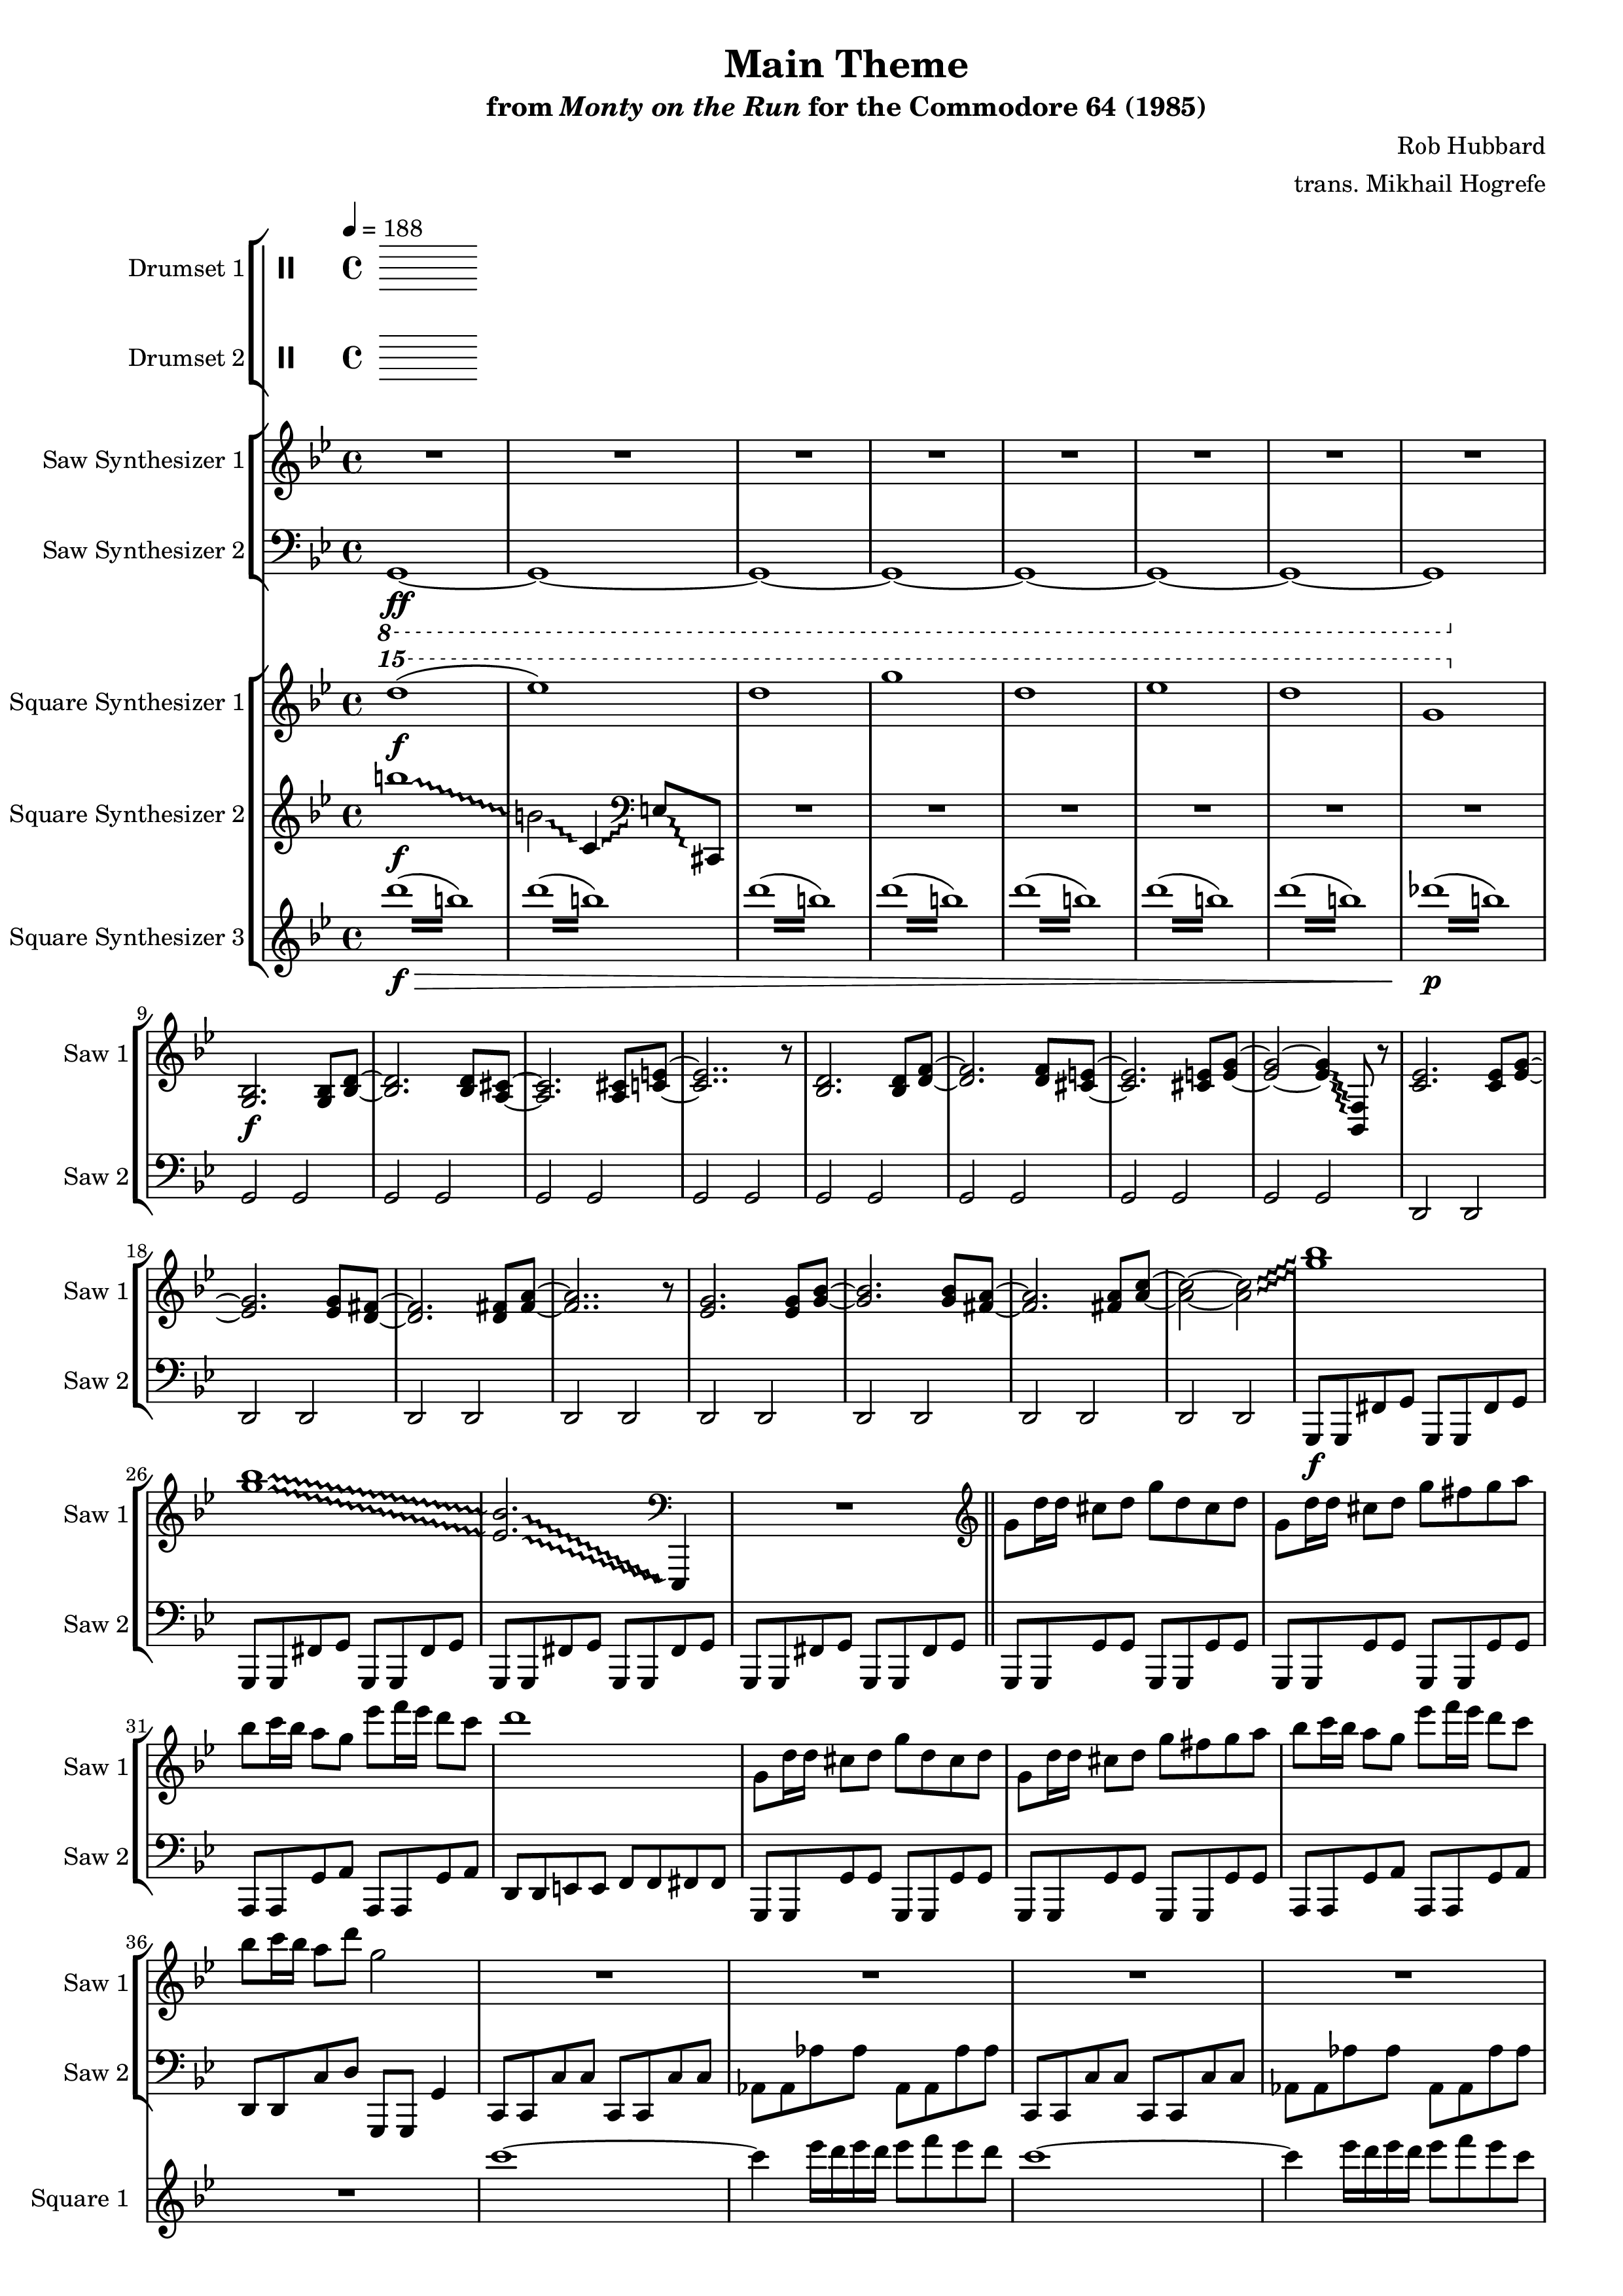 Main Theme
from Monty on the Run for the Commodore 64 (1985)
Rob Hubbard
trans. Mikhail Hogrefe
= 188
Drumset 1
Drumset 2
Saw Synthesizer 1
Saw Synthesizer 2
ff
8
15
Square Synthesizer 1
f
Square Synthesizer 2
f
Square Synthesizer 3
f p
9
Saw 1
f
Saw 2
18
Saw 1
Saw 2
f
26
Saw 1
Saw 2
31
Saw 1
Saw 2
36
Saw 1
Saw 2
Square 1